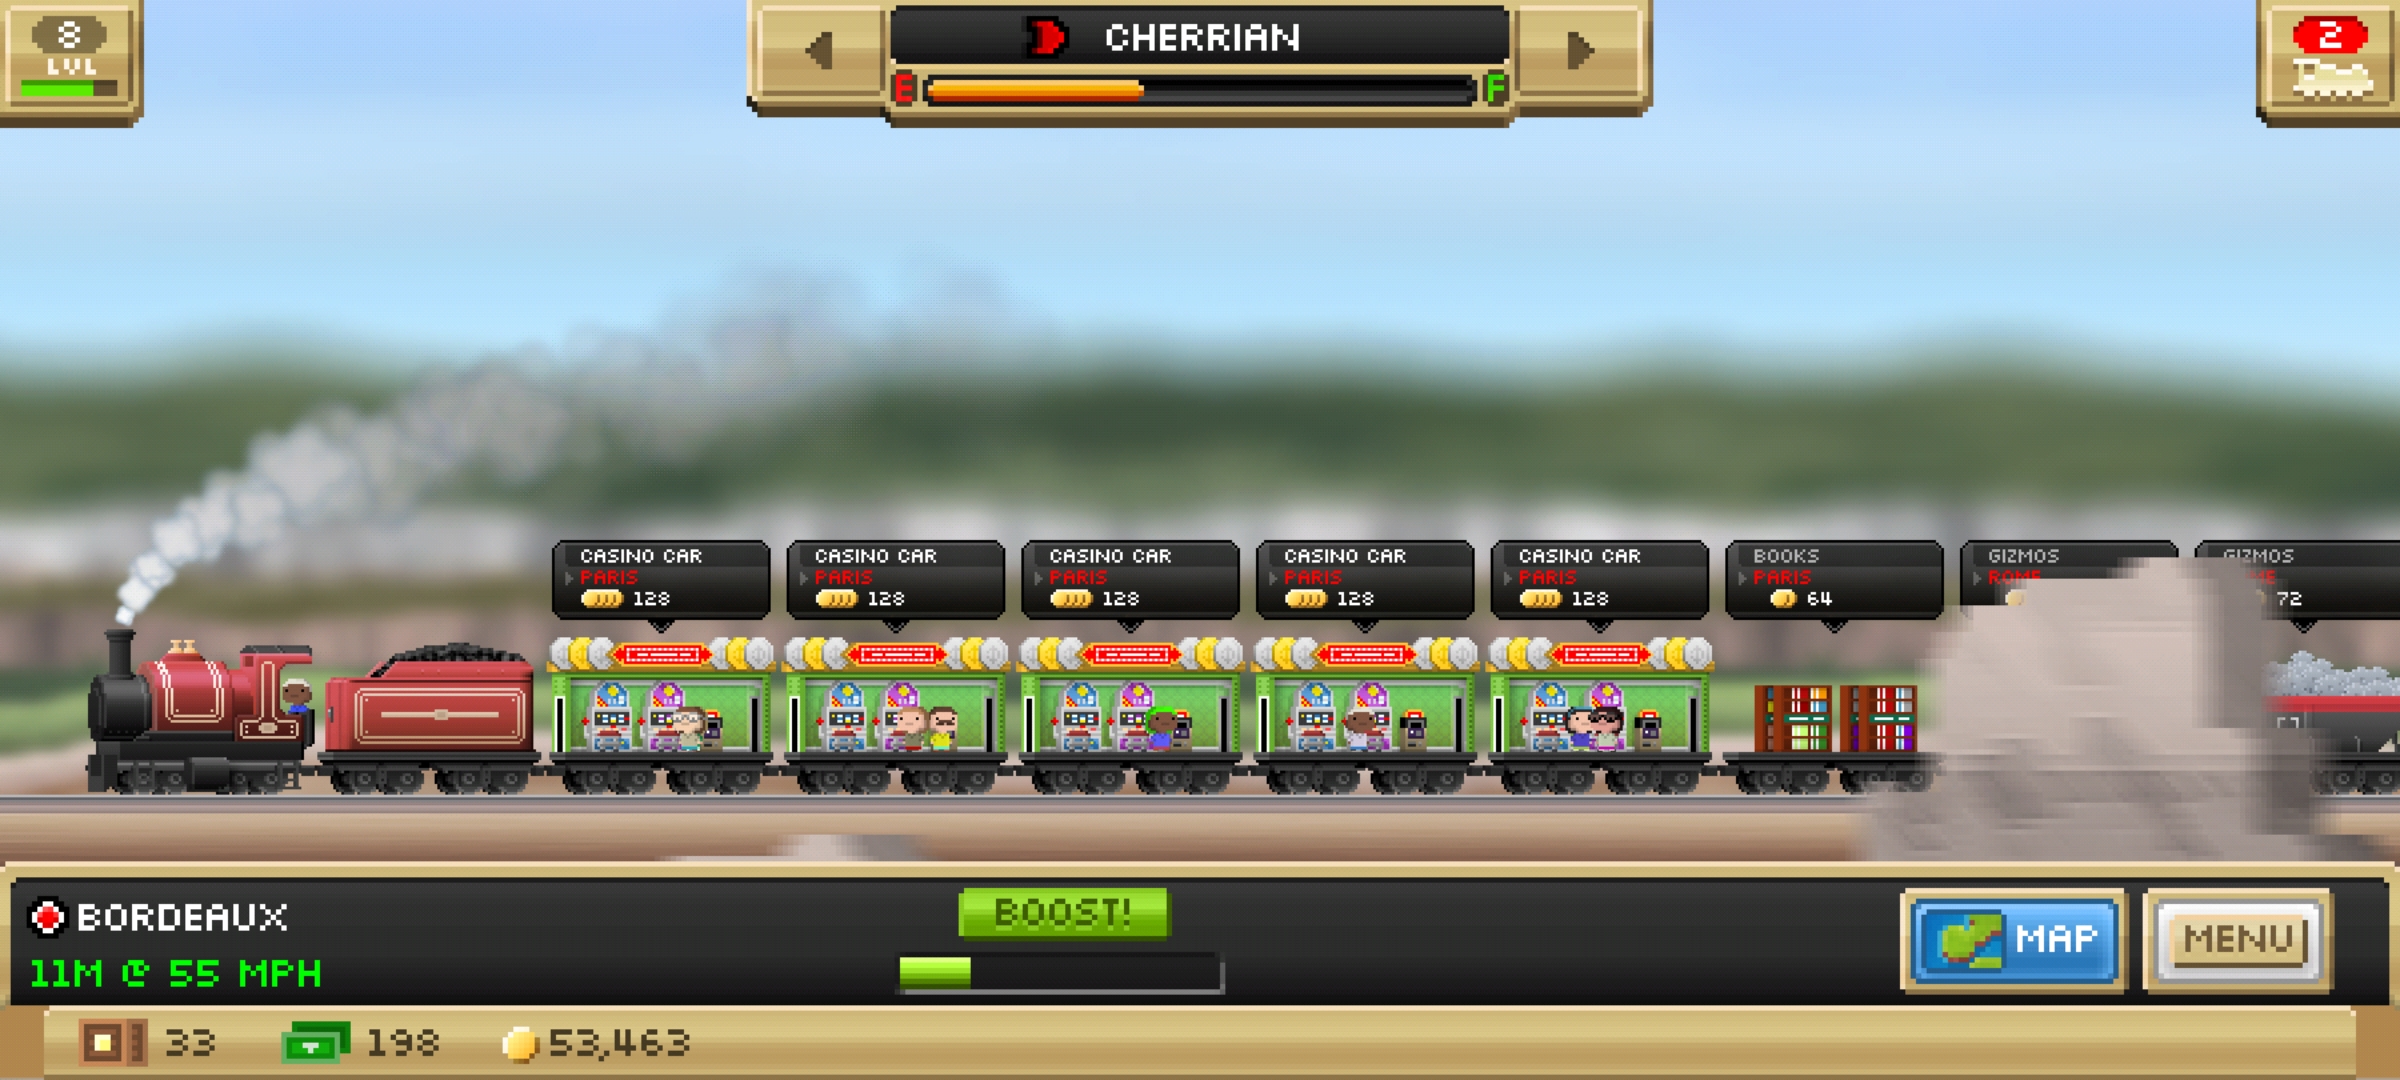 8
LVL
CHERRIAN
E F
2
CASINO CAR
PARIS
128
CASINO CAR
PARIS
128
CASINO CAR
PARIS
128
CASINO CAR
PARIS
128
CASINO CAR
PARIS
128
BOOKS
PARIS
64
GIZMOS
ROME
GIZMOS
72
BORDEAUX
11M @ 55 MPH
BOOST!
MAP
MENU
33
198
53,463